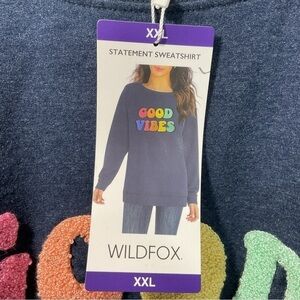 XXL
STATEMENT SWEATSHIRT
GOOD
VIBES
WILDFOX.
XXL